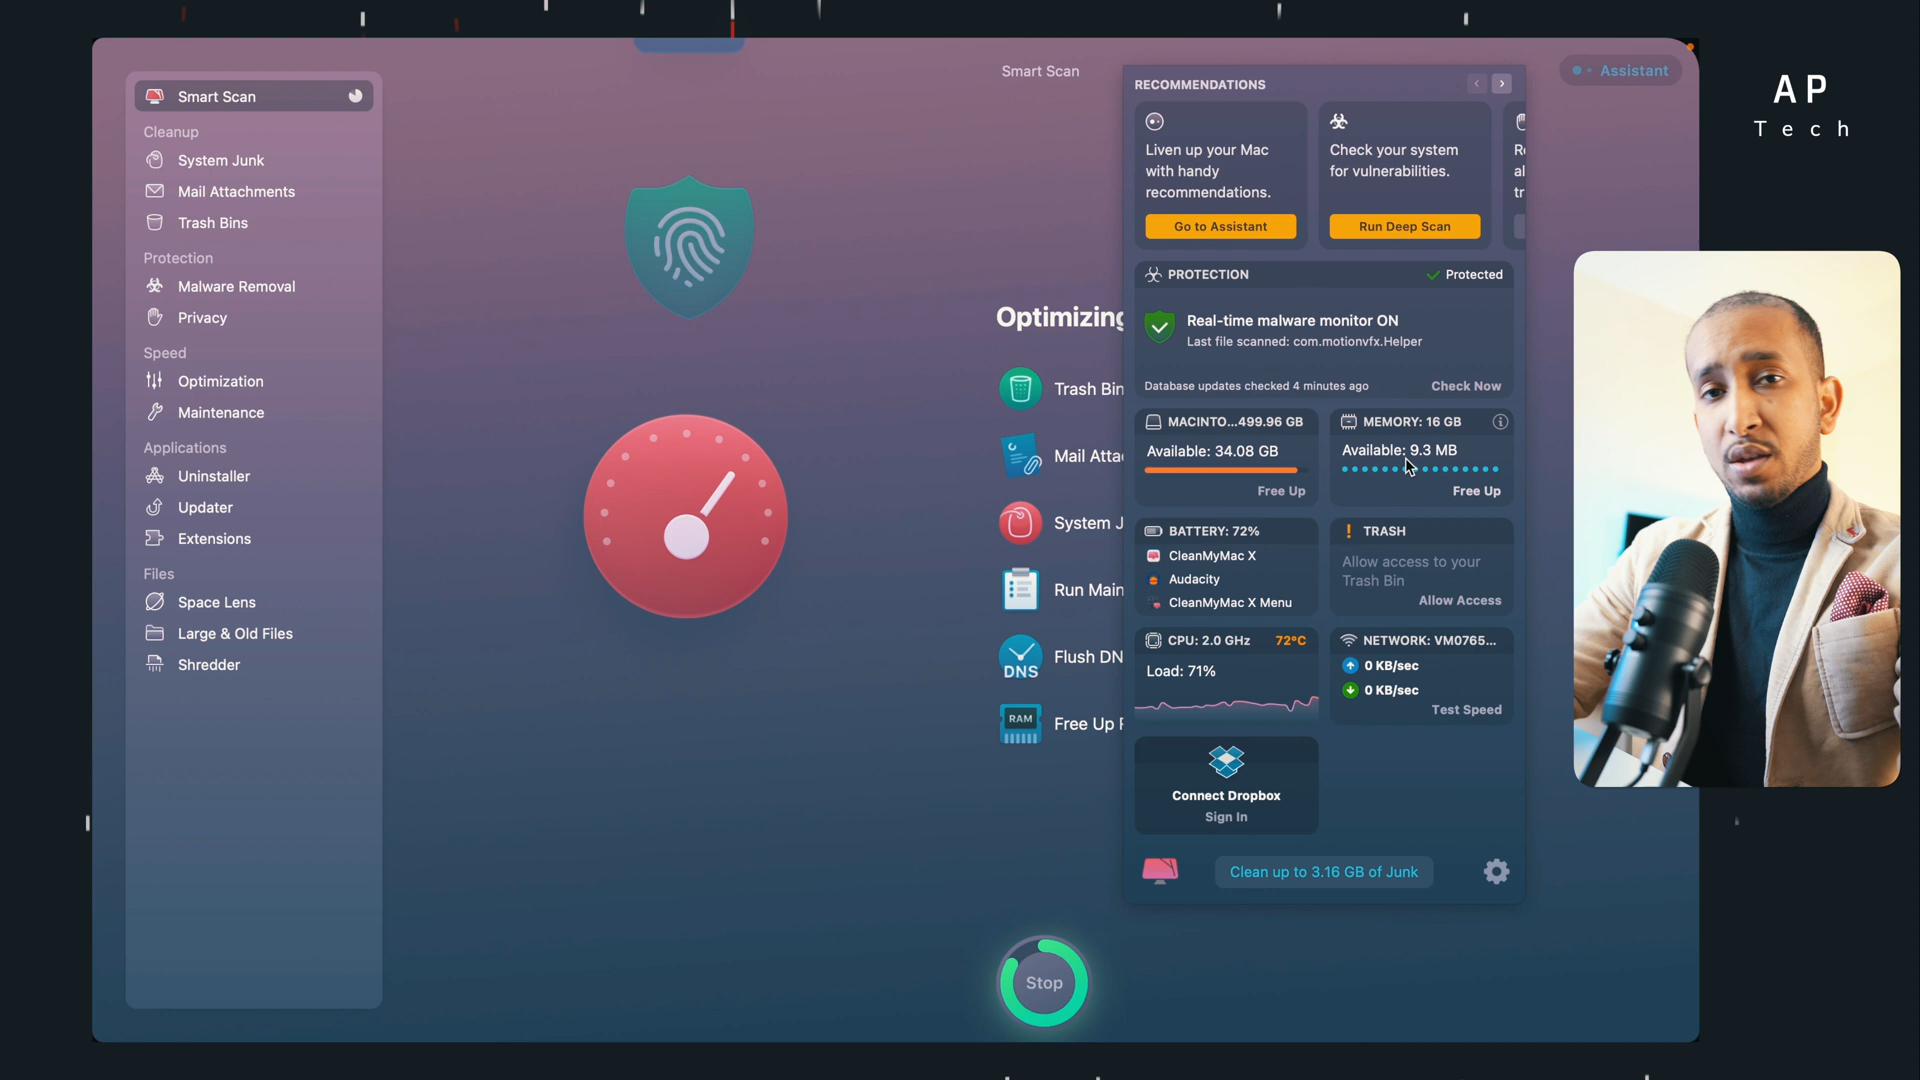 Smart Scan
Cleanup
System Junk
Mail Attachments
Trash Bins
Protection
Malware Removal
Privacy
Speed
Optimization
Maintenance
Applications
Uninstaller
Updater
Extensions
Files
Space Lens
Large & Old Files
Shredder
Smart Scan
Optimizing
Trash Bin
Mail Atta
System J
Run Main
DNS
Flush DN
RAM
Free Up
Stop
RECOMMENDATIONS
Liven up your Mac
with handy
recommendations.
Go to Assistant
Check your system
for vulnerabilities.
Run Deep Scan
al
tr
PROTECTION
Protected
Real-time malware monitor ON
Last file scanned: com.motionvfx.Helper
Database updates checked 4 minutes ago
Check Now
MACINTO...499.96 GB
Available: 34.08 GB
Free Up
MEMORY: 16 GB
Available: 9.3 MB
Free Up
BATTERY: 72%
CleanMyMac X
Audacity
CleanMyMac X Menu
TRASH
Allow access to your
Trash Bin
Allow Access
CPU: 2.0 GHz 72°C
Load: 71%
NETWORK: VM0765...
0 KB/sec
0 KB/sec
Test Speed
Connect Dropbox
Sign In
Clean up to 3.16 GB of Junk
Assistant
AP
Tech